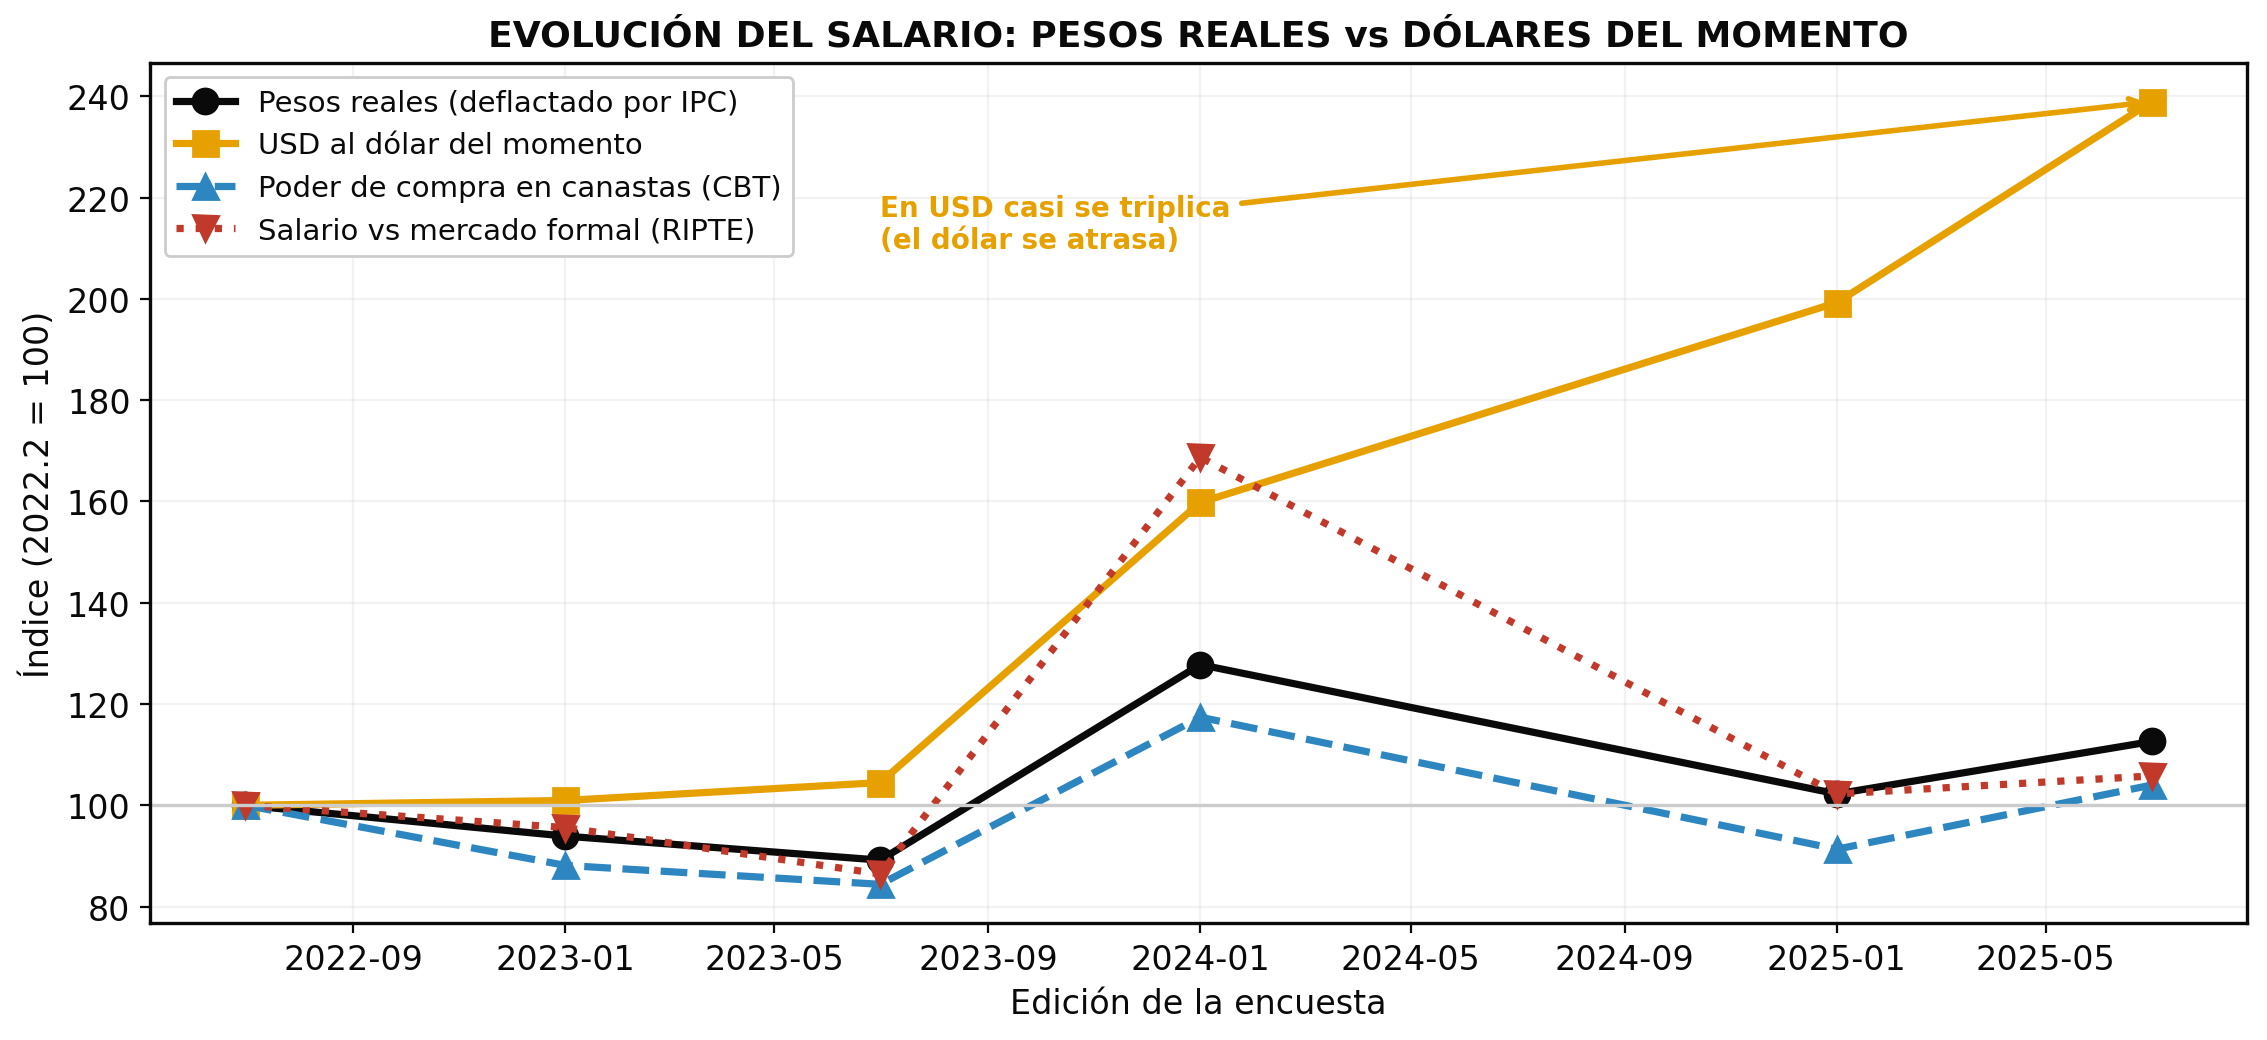 EVOLUCIÓN DEL SALARIO: PESOS REALES vs DÓLARES DEL MOMENTO
Pesos reales (deflactado por IPC)
USD al dólar del momento
Poder de compra en canastas (CBT)
Salario vs mercado formal (RIPTE)
En USD casi se triplica
(el dólar se atrasa)
Índice (2022.2 = 100)
240
220
200
180
160
140
120
100
80
2022-09
2023-01
2023-05
2023-09
2024-01
2024-05
2024-09
2025-01
2025-05
Edición de la encuesta